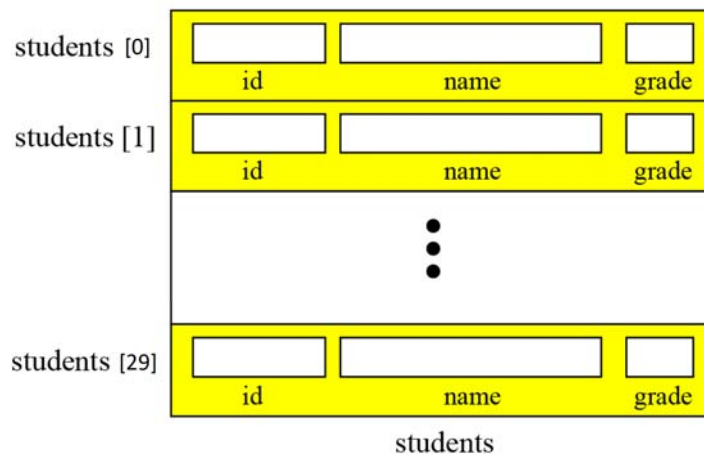 students [0]
id name grade
students [1]
id name grade
students [29]
id name grade
students